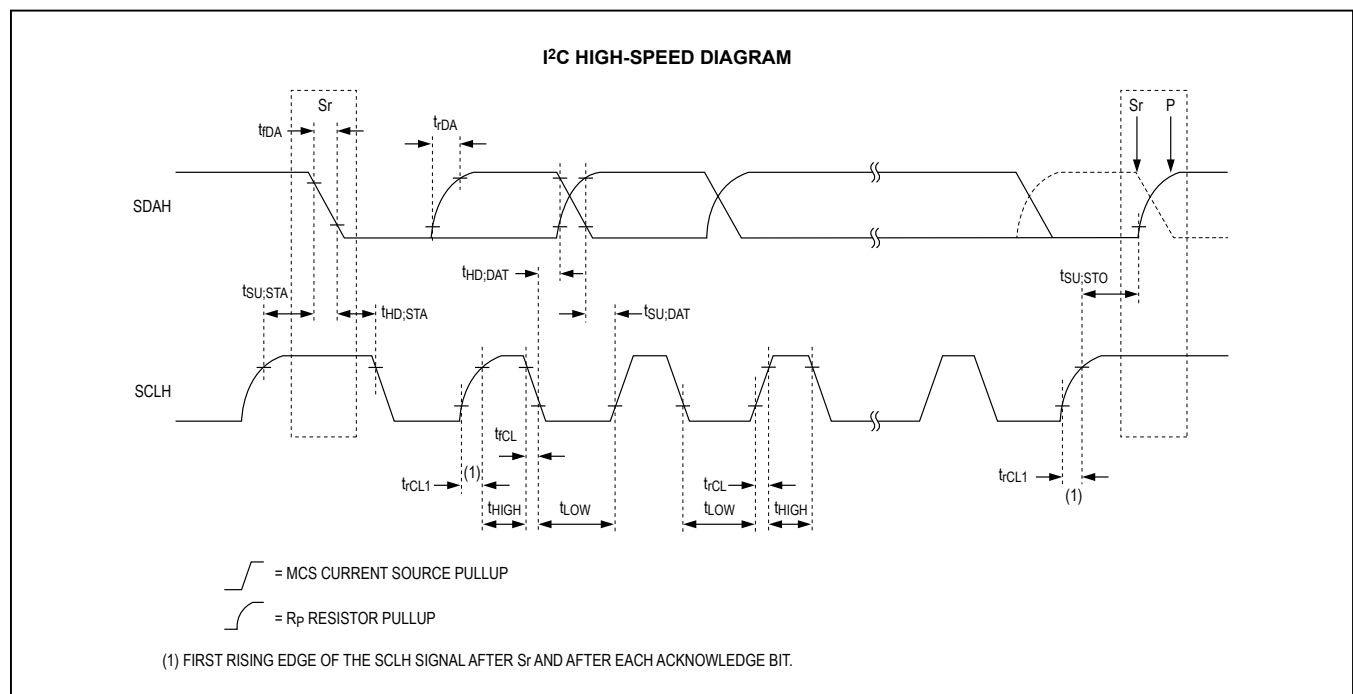 I²C HIGH-SPEED DIAGRAM
Sr
Sr P
tfDA
trDA
SDAH
tHD;DAT
tSU;STO
tSU;STA
tHD;STA
tSU;DAT
SCLH
tfCL
trCL1
(1)
trCL
trCL1
(1)
tHIGH
tLOW
tLOW
tHIGH
= MCS CURRENT SOURCE PULLUP
= RP RESISTOR PULLUP
(1) FIRST RISING EDGE OF THE SCLH SIGNAL AFTER Sr AND AFTER EACH ACKNOWLEDGE BIT.